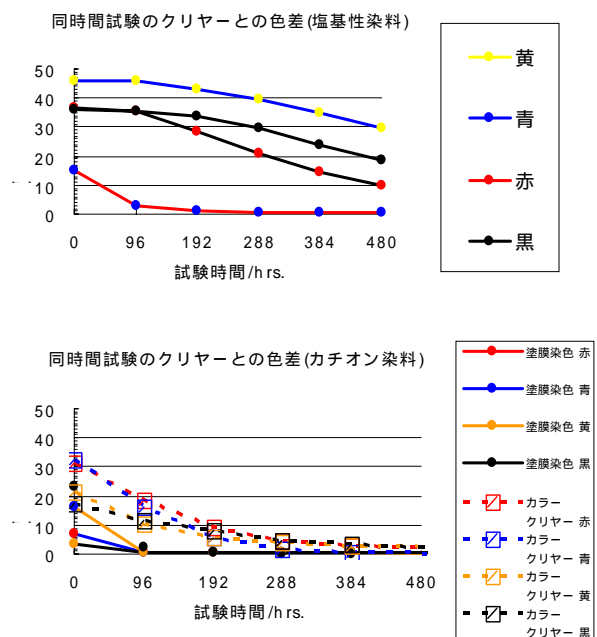 同時間試験のクリヤーとの色差(塩基性染料)
50
40
30
20
10
0
0 96 192 288 384 480
試験時間/hrs.
黄
青
赤
黒
同時間試験のクリヤーとの色差(カチオン染料)
50
40
30
20
10
0
0 96 192 288 384 480
試験時間/hrs.
塗膜染色 赤
塗膜染色 青
塗膜染色 黄
塗膜染色 黒
カラー
クリヤー 赤
カラー
クリヤー 青
カラー
クリヤー 黄
カラー
クリヤー 黒